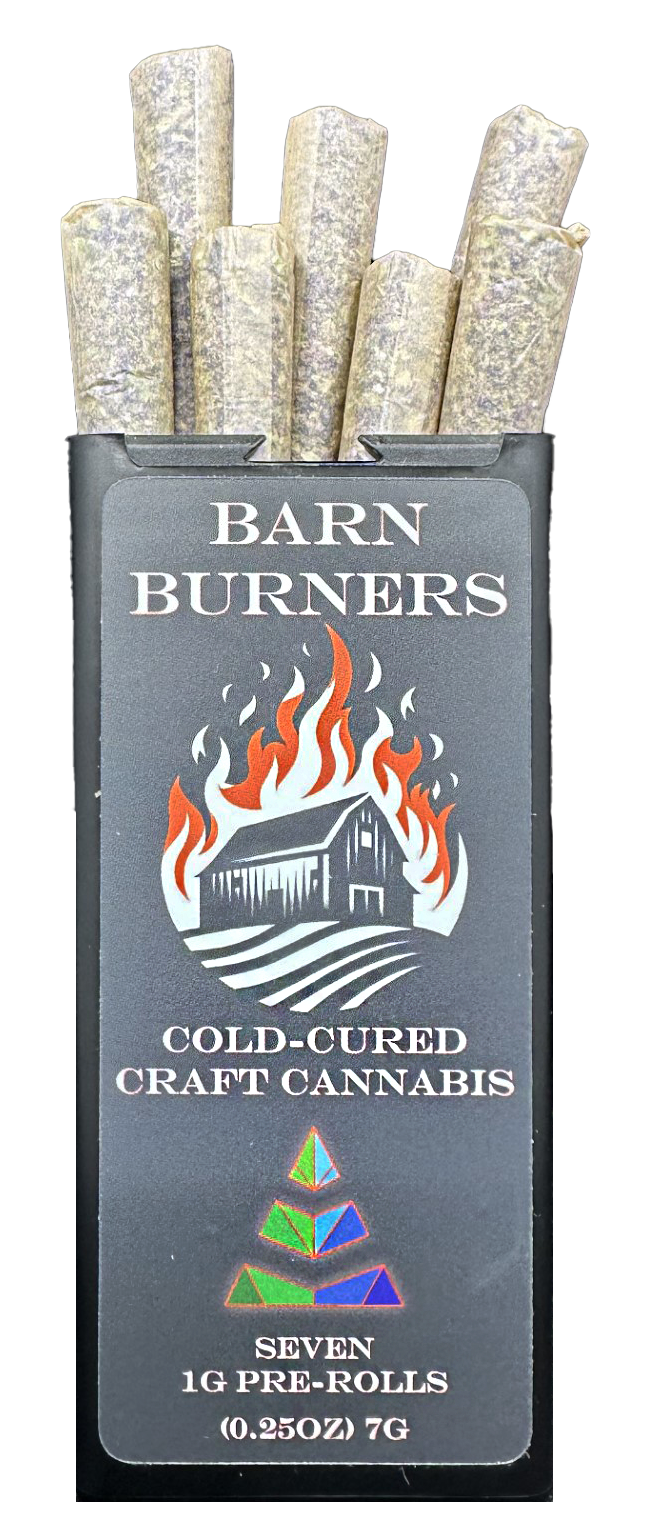 BARN
BURNERS
COLD-CURED
CRAFT CANNABIS
SEVEN
1G PRE-ROLLS
(0.25OZ) 7G